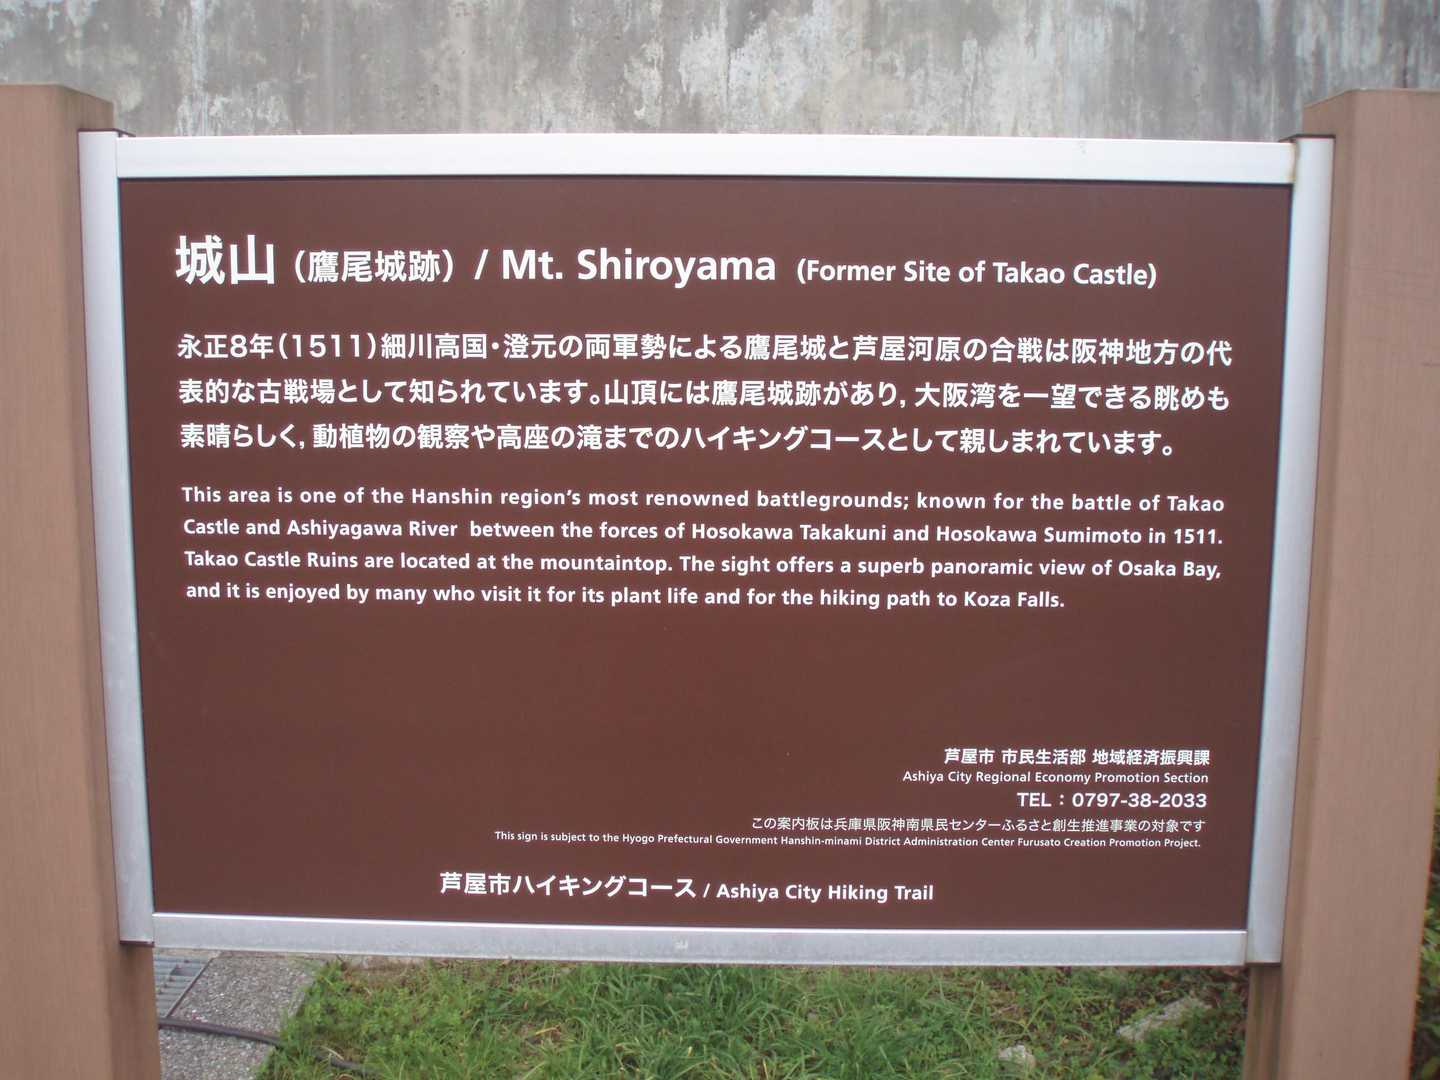 城山（鷹尾城跡）/ Mt. Shiroyama (Former Site of Takao Castle)
永正8年（1511）細川高国・澄元の両軍勢による鷹尾城と芦屋河原の合戦は阪神地方の代
表的な古戦場として知られています。山頂には鷹尾城跡があり, 大阪湾を一望できる眺めも
素晴らしく, 動植物の観察や高座の滝までのハイキングコースとして親しまれています。
This area is one of the Hanshin region's most renowned battlegrounds; known for the battle of Takao
Castle and Ashiyagawa River between the forces of Hosokawa Takakuni and Hosokawa Sumimoto in 1511.
Takao Castle Ruins are located at the mountaintop. The sight offers a superb panoramic view of Osaka Bay,
and it is enjoyed by many who visit it for its plant life and for the hiking path to Koza Falls.
芦屋市 市民生活部 地域経済振興課
Ashiya City Regional Economy Promotion Section
TEL : 0797-38-2033
この案内板は兵庫県阪神南県民センターふるさと創生推進事業の対象です
This sign is subject to the Hyogo Prefectural Government Hanshin-minami District Administration Center Furusato Creation Promotion Project.
芦屋市ハイキングコース / Ashiya City Hiking Trail